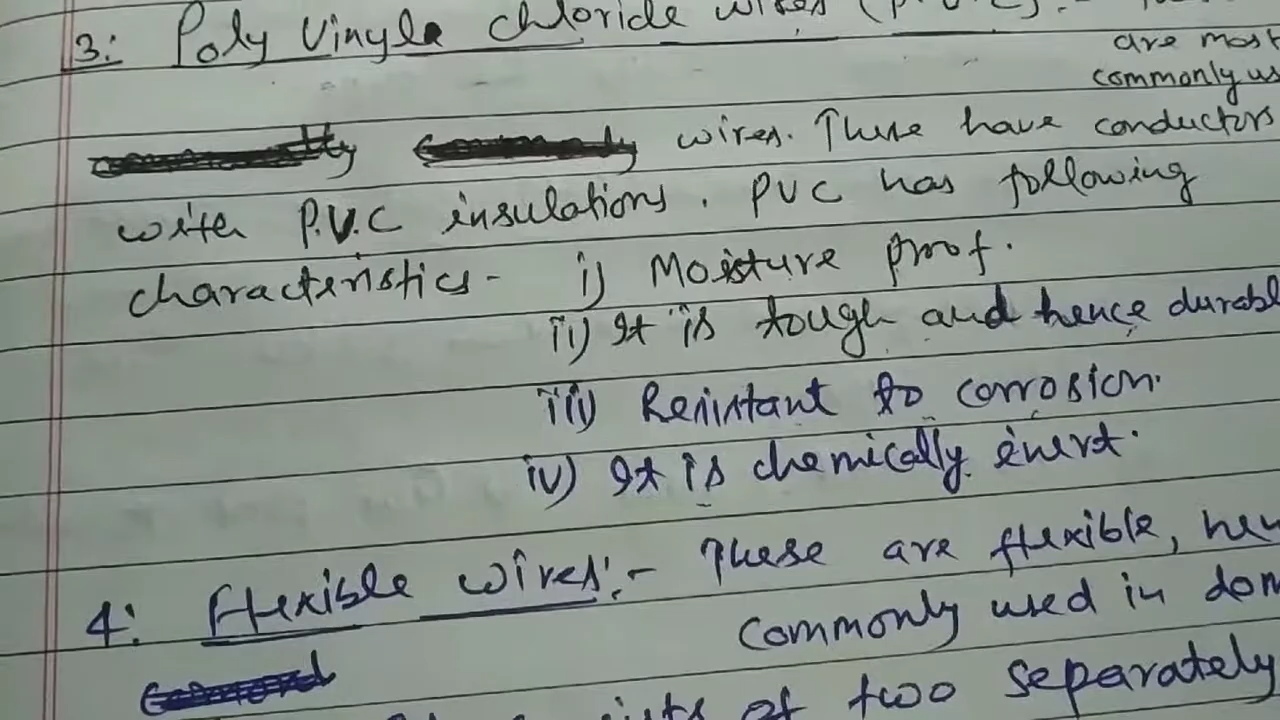 3: Poly Vinyle chloride wires (P.V.C):-
are most
commonly us
wires. These have conductors
with P.V.C insulations. PVC has following
characteristics- i) Moisture proof.
ii) It is tough and hence durabl
iii) Resistant to corrosion.
iv) It is chemically inert.
4: Flexible wires:- These are flexible, hen
commonly used in dom
of two separately